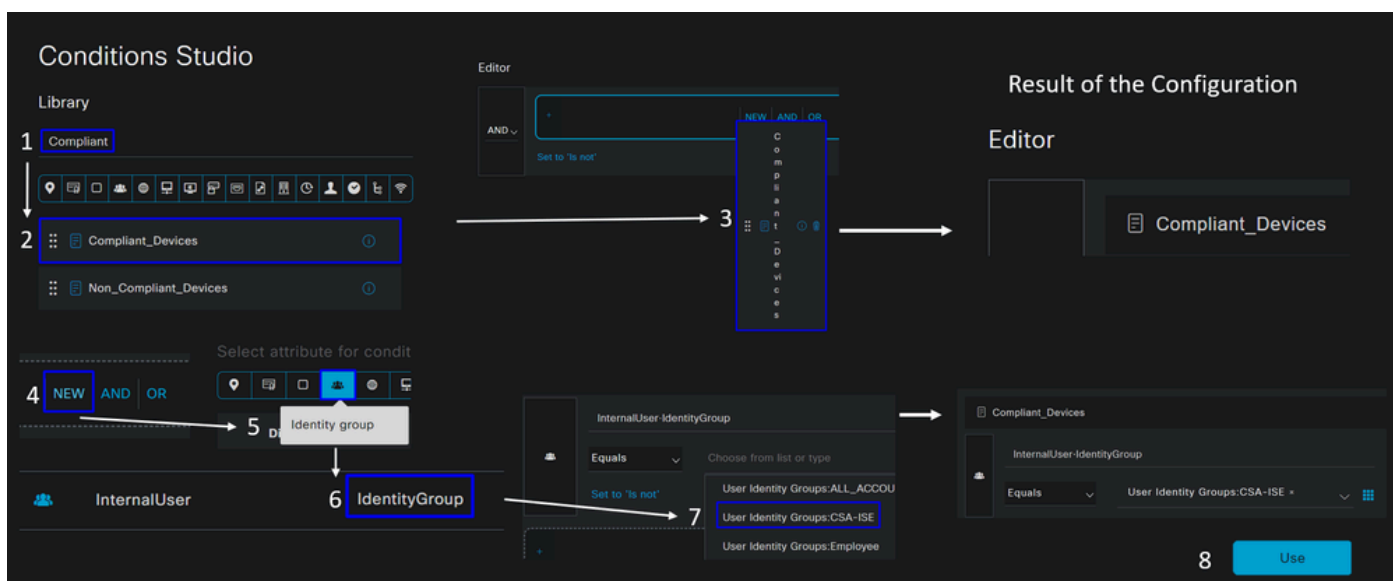 Conditions Studio
Library
1 Compliant
2 Compliant_Devices
Non_Compliant_Devices
Editor
AND
NEW AND OR
Set to 'Is not'
3 Compliant_Devices
Result of the Configuration
Editor
Compliant_Devices
4 NEW AND OR
Select attribute for condit
5 Di
Identity group
InternalUser
6 IdentityGroup
InternalUser-IdentityGroup
Equals
Choose from list or type
Set to 'Is not'
User Identity Groups:ALL_ACCOU
7 User Identity Groups:CSA-ISE
User Identity Groups:Employee
Compliant_Devices
InternalUser-IdentityGroup
Equals
User Identity Groups:CSA-ISE ×
8 Use